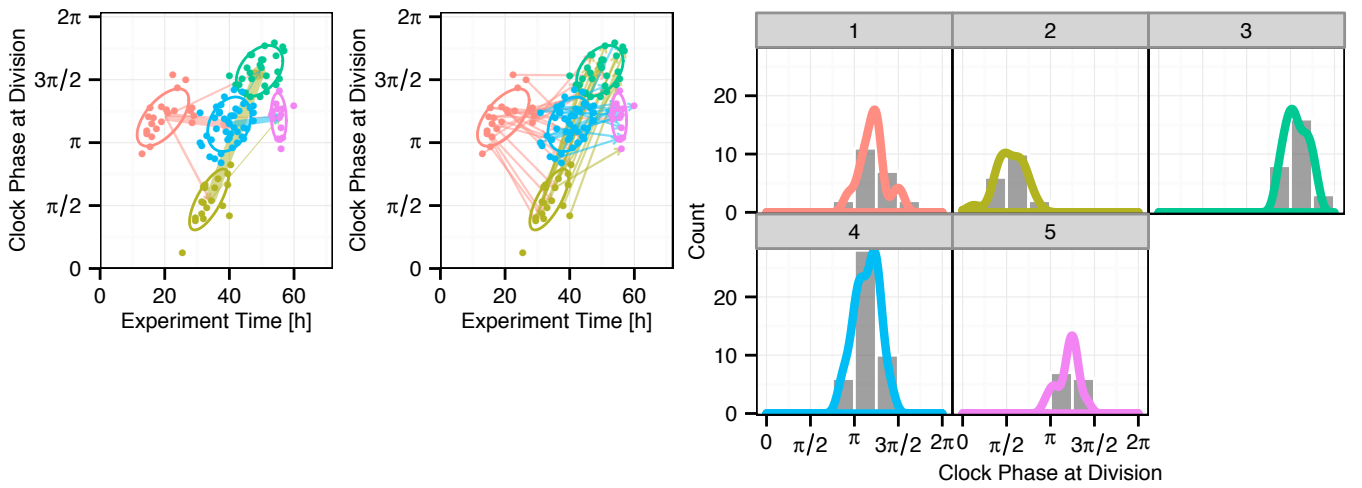 2π
3π/2
π
π/2
0
Clock Phase at Division
0 20 40 60
Experiment Time [h]
2π
3π/2
π
π/2
0
Clock Phase at Division
0 20 40 60
Experiment Time [h]
1 2 3
20
10
0
Count
4 5
20
10
0
0 π/2 π 3π/2 2π 0 π/2 π 3π/2 2π
Clock Phase at Division